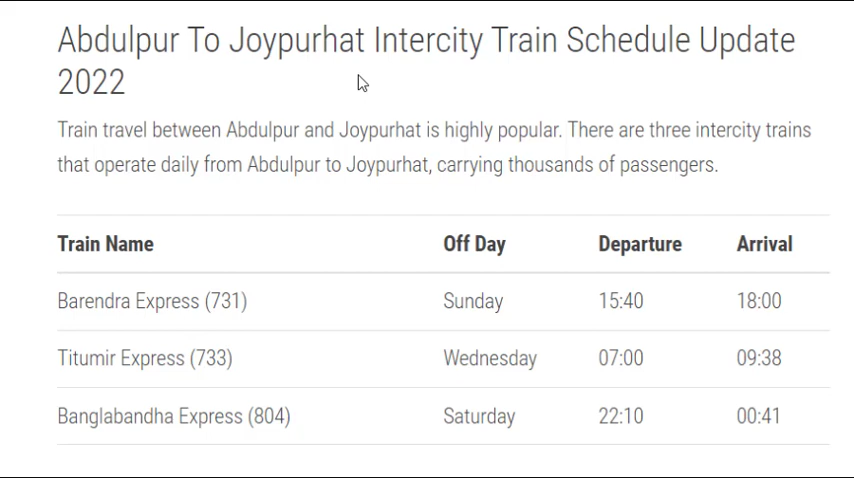 Abdulpur To Joypurhat Intercity Train Schedule Update
2022
Train travel between Abdulpur and Joypurhat is highly popular. There are three intercity trains
that operate daily from Abdulpur to Joypurhat, carrying thousands of passengers.
Train Name Off Day Departure Arrival
Barendra Express (731) Sunday 15:40 18:00
Titumir Express (733) Wednesday 07:00 09:38
Banglabandha Express (804) Saturday 22:10 00:41